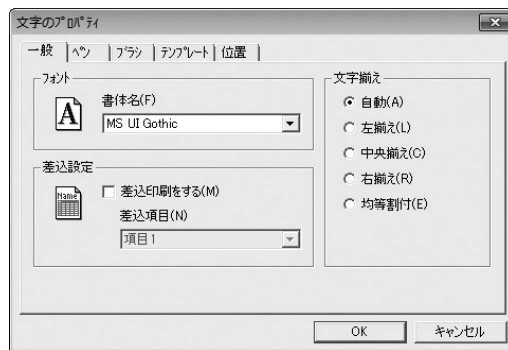 文字のﾌﾟﾛﾊﾟﾃｨ
一般 ﾍﾟﾝ ﾌﾞﾗｼ ﾃﾝﾌﾟﾚｰﾄ 位置
ﾌｫﾝﾄ
A
書体名(F)
MS UI Gothic
差込設定
Name
差込印刷をする(M)
差込項目(N)
項目1
文字揃え
自動(A)
左揃え(L)
中央揃え(C)
右揃え(R)
均等割付(E)
OK ｷｬﾝｾﾙ